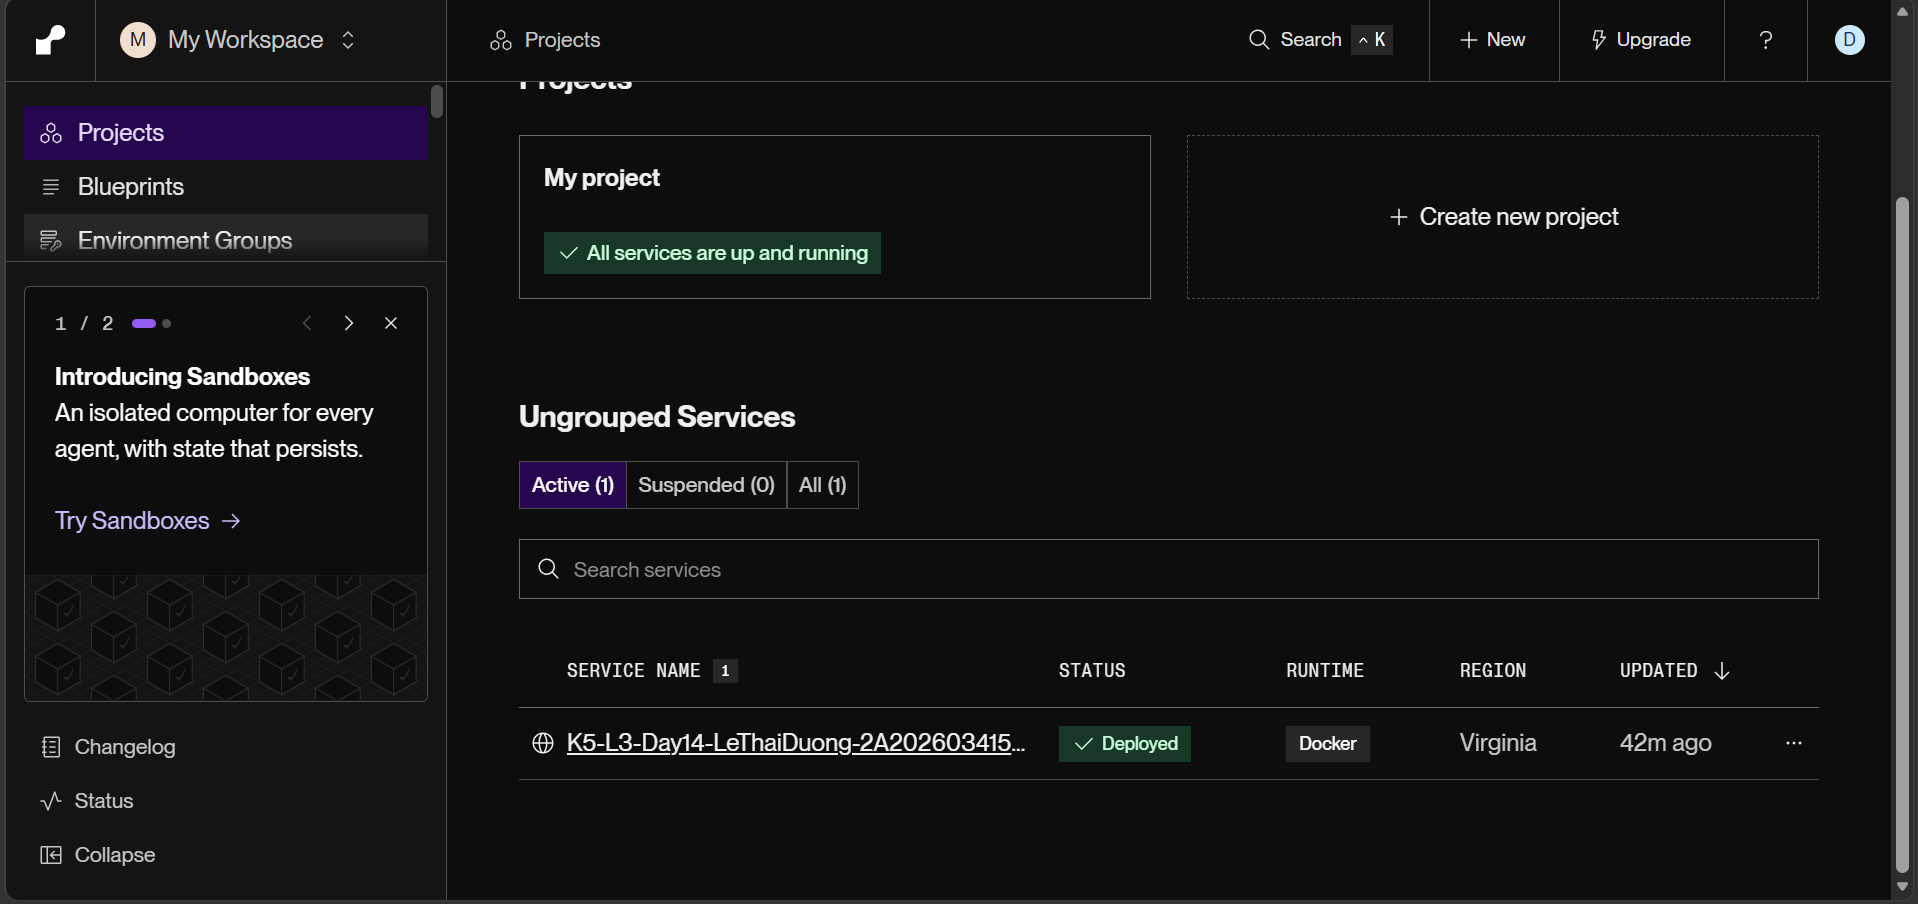 M My Workspace
Projects
Search ^ K
+ New
Upgrade
?
D
Projects
Blueprints
Environment Groups
1 / 2
Introducing Sandboxes
An isolated computer for every
agent, with state that persists.
Try Sandboxes →
Changelog
Status
Collapse
Projects
My project
All services are up and running
+ Create new project
Ungrouped Services
Active (1) Suspended (0) All (1)
Search services
SERVICE NAME 1 STATUS RUNTIME REGION UPDATED ↓
K5-L3-Day14-LeThaiDuong-2A202603415... Deployed Docker Virginia 42m ago ...